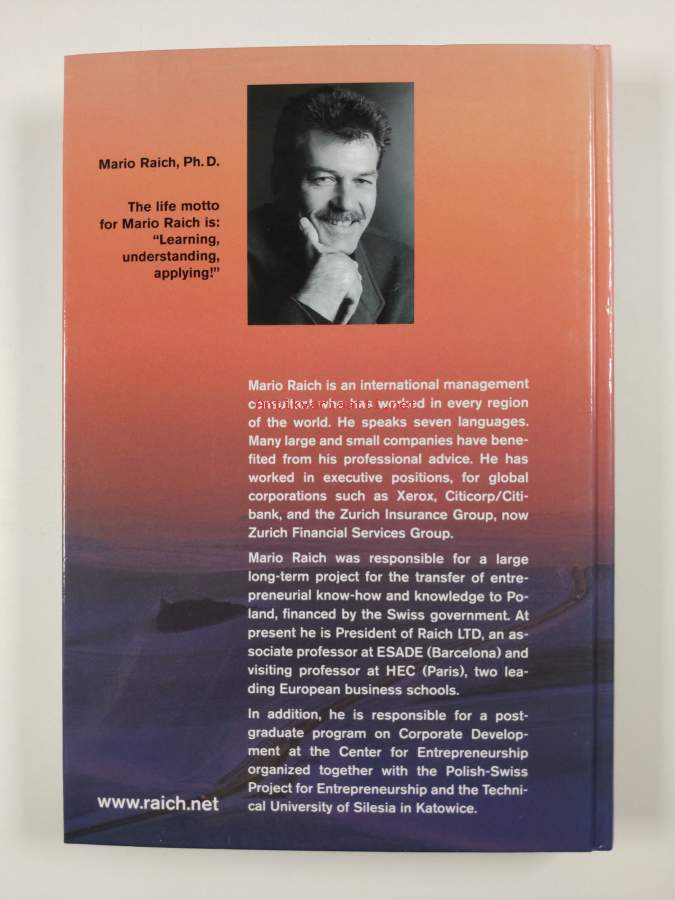 Mario Raich, Ph. D.
The life motto
for Mario Raich is:
“Learning,
understanding,
applying!”
Mario Raich is an international management
consultant who has worked in every region
of the world. He speaks seven languages.
Many large and small companies have bene-
fited from his professional advice. He has
worked in executive positions, for global
corporations such as Xerox, Citicorp/Citi-
bank, and the Zurich Insurance Group, now
Zurich Financial Services Group.
Mario Raich was responsible for a large
long-term project for the transfer of entre-
preneurial know-how and knowledge to Po-
land, financed by the Swiss government. At
present he is President of Raich LTD, an as-
sociate professor at ESADE (Barcelona) and
visiting professor at HEC (Paris), two lea-
ding European business schools.
In addition, he is responsible for a post-
graduate program on Corporate Develop-
ment at the Center for Entrepreneurship
organized together with the Polish-Swiss
Project for Entrepreneurship and the Techni-
cal University of Silesia in Katowice.
www.raich.net